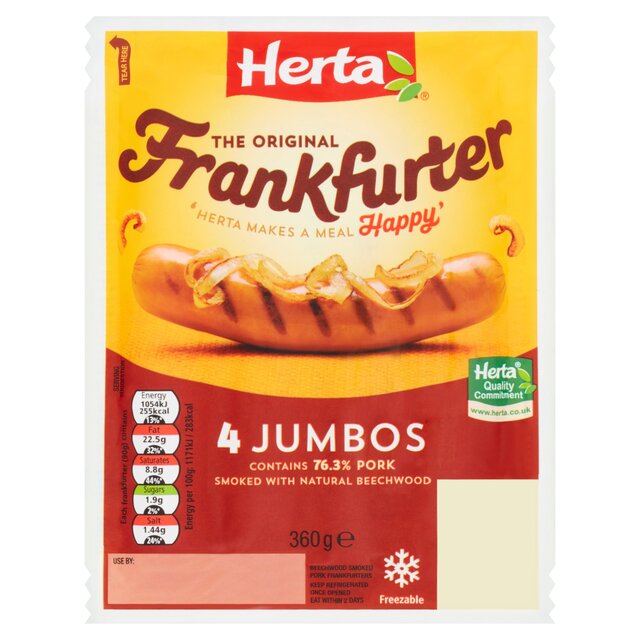 TEAR HERE
Herta
®
THE ORIGINAL
Frankfurter
'HERTA MAKES A MEAL Happy'
SERVING
SUGGESTION
Herta®
Quality
Commitment
www.herta.co.uk
Each frankfurter (90g) contains
Energy
1054kJ
255kcal
13%
Fat
22.5g
32%
Saturates
8.8g
44%
Sugars
1.9g
2%
Salt
1.44g
24%
Energy per 100g: 1171kJ / 283kcal
4 JUMBOS
CONTAINS 76.3% PORK
SMOKED WITH NATURAL BEECHWOOD
360g e
USE BY:
BEECHWOOD SMOKED
PORK FRANKFURTERS
KEEP REFRIGERATED
ONCE OPENED
EAT WITHIN 2 DAYS
Freezable